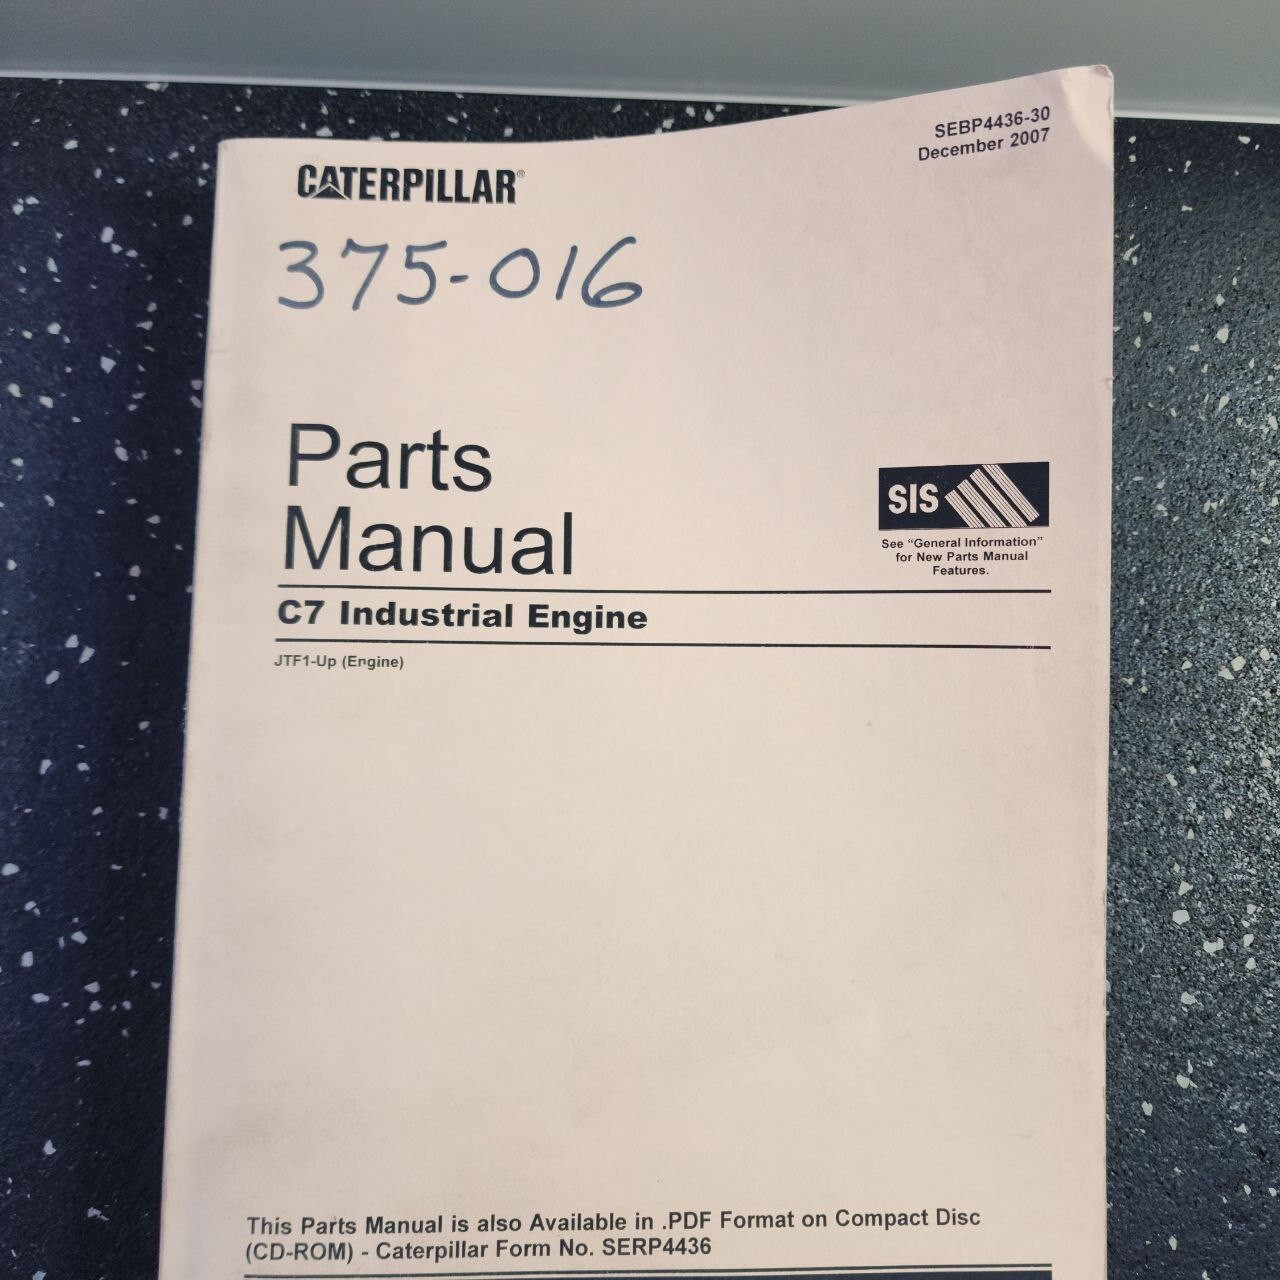 SEBP4436-30
December 2007
CATERPILLAR®
375-016
Parts
Manual
SIS
See “General Information”
for New Parts Manual
Features.
C7 Industrial Engine
JTF1-Up (Engine)
This Parts Manual is also Available in .PDF Format on Compact Disc
(CD-ROM) - Caterpillar Form No. SERP4436